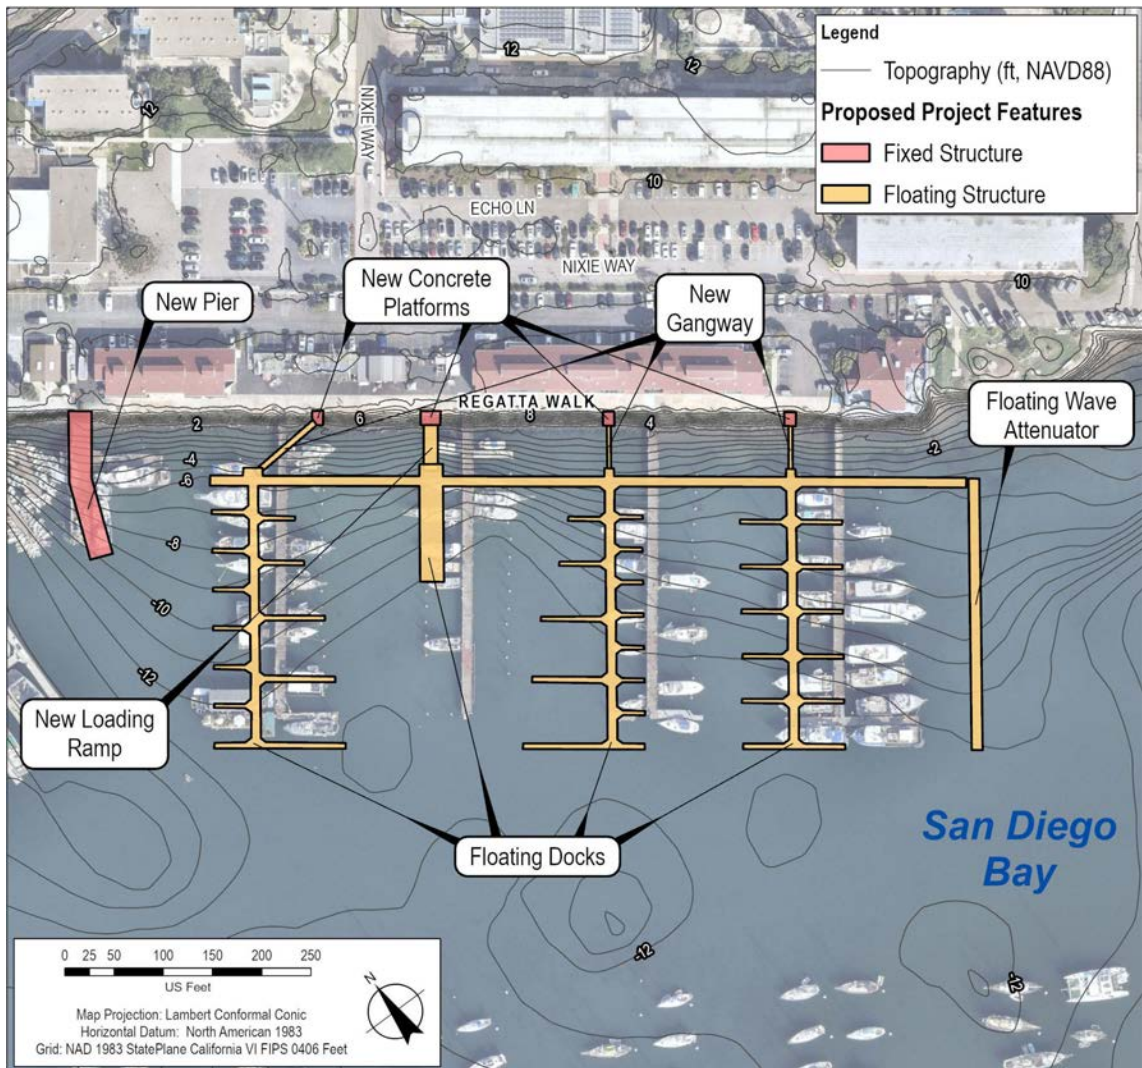 12
12
12
NIXIE WAY
Legend
Topography (ft, NAVD88)
Proposed Project Features
Fixed Structure
Floating Structure
10
ECHO LN
NIXIE WAY
10
New Pier
New Concrete
Platforms
New
Gangway
Floating Wave
Attenuator
REGATTA WALK
2
6
8
4
-2
-4
-6
-8
-10
-12
New Loading
Ramp
Floating Docks
San Diego
Bay
-12
-12
0 25 50 100 150 200 250
US Feet
N
Map Projection: Lambert Conformal Conic
Horizontal Datum: North American 1983
Grid: NAD 1983 StatePlane California VI FIPS 0406 Feet